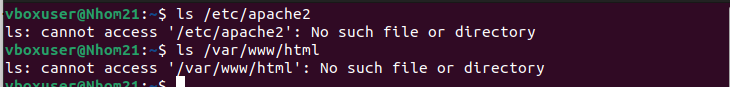 vboxuser@Nhom21:~$ ls /etc/apache2
ls: cannot access '/etc/apache2': No such file or directory
vboxuser@Nhom21:~$ ls /var/www/html
ls: cannot access '/var/www/html': No such file or directory
vboxuser@Nhom21:~$